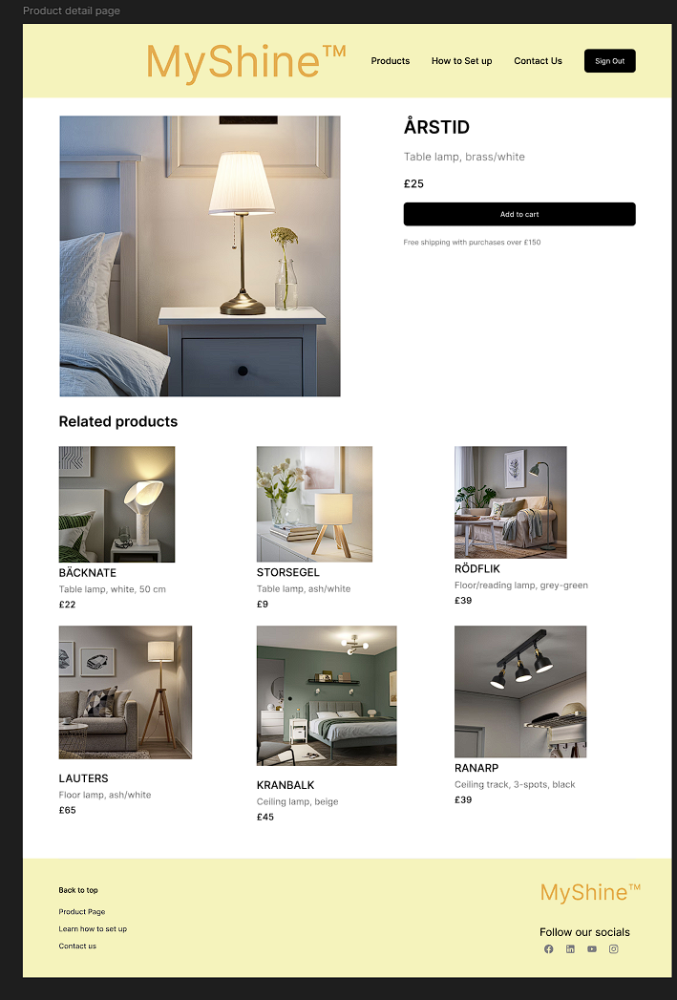 Product detail page
MyShine™
Products
How to Set up
Contact Us
Sign Out
ÅRSTID
Table lamp, brass/white
£25
Add to cart
Free shipping with purchases over £150
Related products
BÄCKNATE
Table lamp, white, 50 cm
£22
STORSEGEL
Table lamp, ash/white
£9
RÖDFLIK
Floor/reading lamp, grey-green
£39
LAUTERS
Floor lamp, ash/white
£65
KRANBALK
Ceiling lamp, beige
£45
RANARP
Ceiling track, 3-spots, black
£39
Back to top
Product Page
Learn how to set up
Contact us
MyShine™
Follow our socials